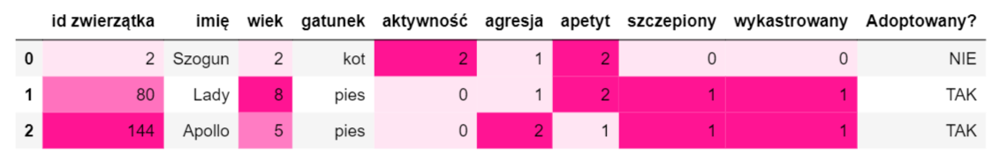 id zwierzątka imię wiek gatunek aktywność agresja apetyt szczepiony wykastrowany Adoptowany?
0 2 Szogun 2 kot 2 1 2 0 0 NIE
1 80 Lady 8 pies 0 1 2 1 1 TAK
2 144 Apollo 5 pies 0 2 1 1 1 TAK